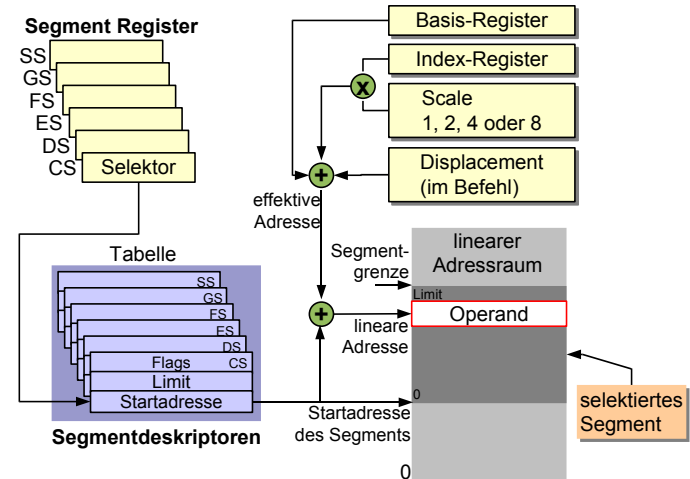 Segment Register
SS
GS
FS
ES
DS
CS
Selektor
Basis-Register
Index-Register
x
Scale
1, 2, 4 oder 8
Displacement
(im Befehl)
+
effektive
Adresse
Tabelle
SS
GS
FS
ES
DS
Flags CS
Limit
Startadresse
Segmentdeskriptoren
Segment-
grenze
linearer
Adressraum
Limit
Operand
+
lineare
Adresse
0
Startadresse
des Segments
0
selektiertes
Segment